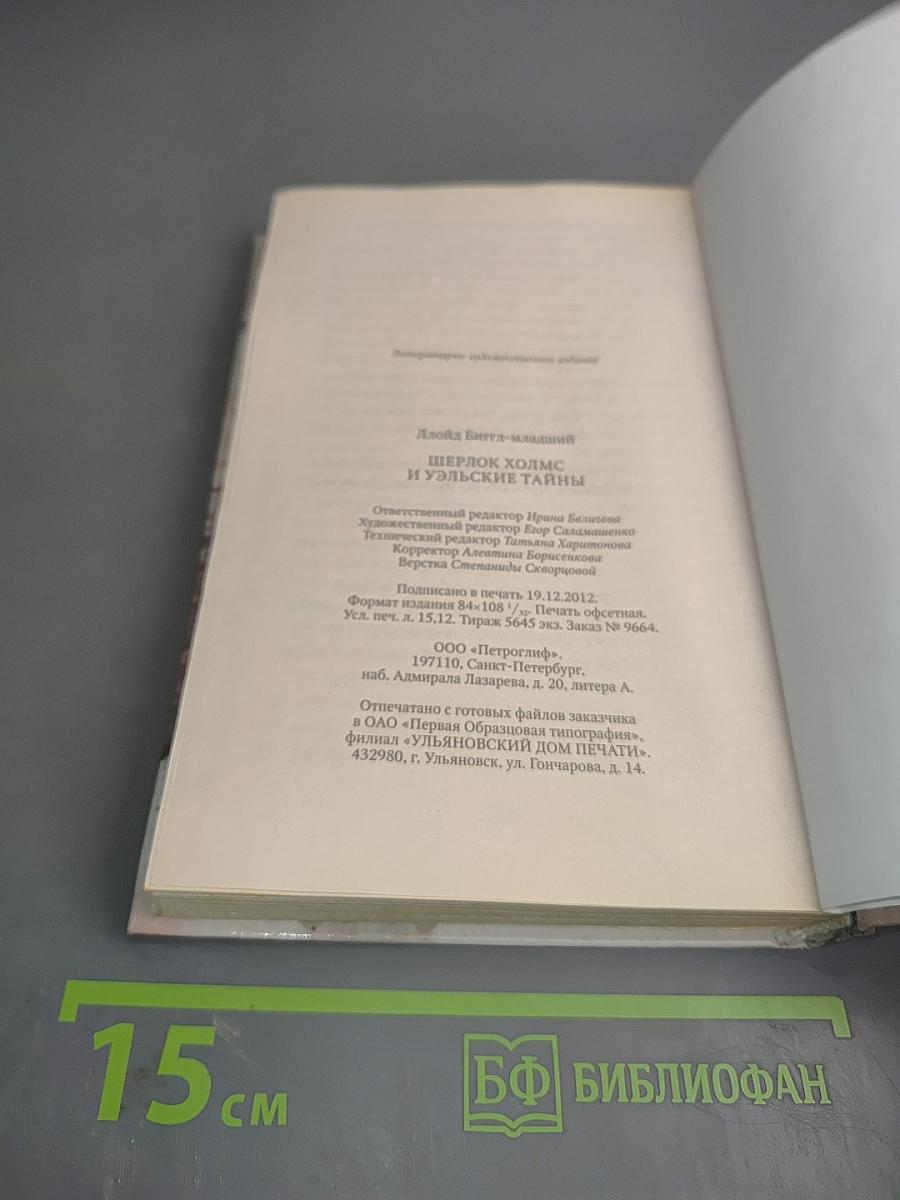 Литературно-художественное издание
Ллойд Биггл-младший
ШЕРЛОК ХОЛМС
И УЭЛЬСКИЕ ТАЙНЫ
Ответственный редактор Ирина Беличева
Художественный редактор Егор Саламашенко
Технический редактор Татьяна Харитонова
Корректор Алевтина Борисенкова
Верстка Степаниды Скворцовой
Подписано в печать 19.12.2012.
Формат издания 84×108 1/32. Печать офсетная.
Усл. печ. л. 15,12. Тираж 5645 экз. Заказ № 9664.
ООО «Петроглиф».
197110, Санкт-Петербург,
наб. Адмирала Лазарева, д. 20, литера А.
Отпечатано с готовых файлов заказчика
в ОАО «Первая Образцовая типография»,
филиал «УЛЬЯНОВСКИЙ ДОМ ПЕЧАТИ».
432980, г. Ульяновск, ул. Гончарова, д. 14.
15 см
БФ БИБЛИОФАН